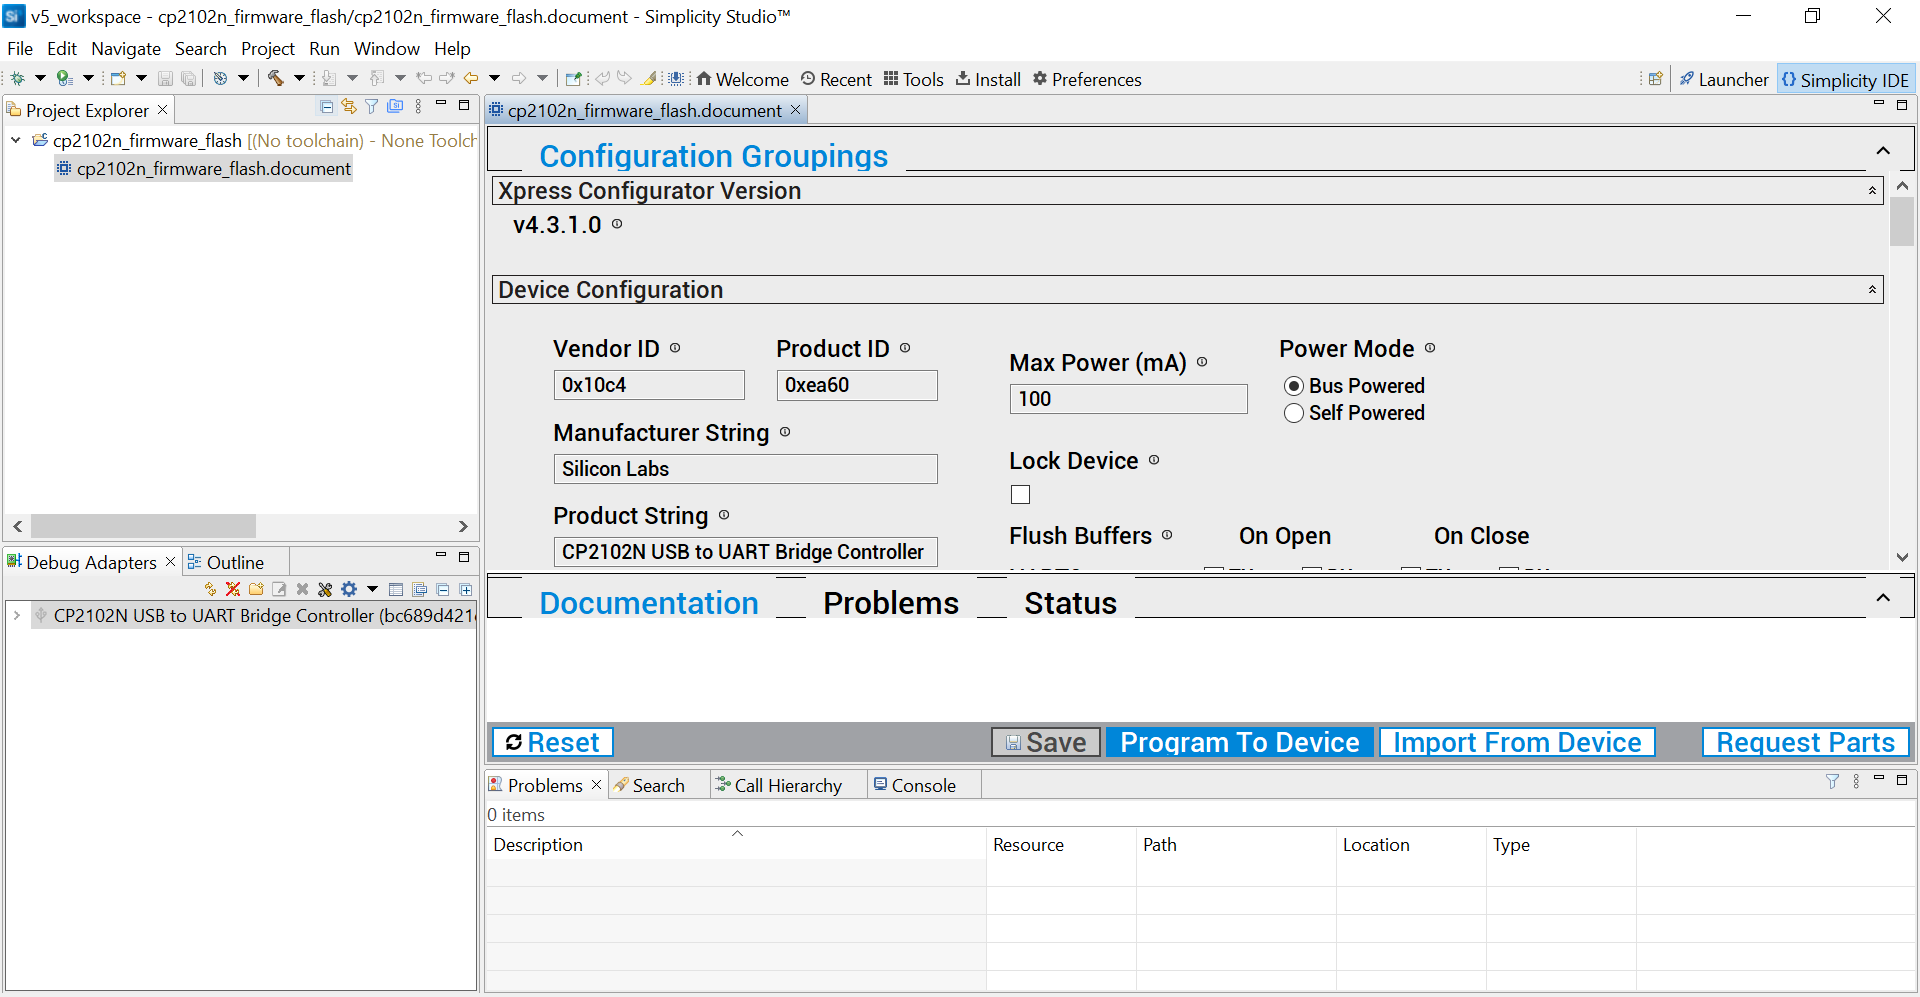 v5_workspace - cp2102n_firmware_flash/cp2102n_firmware_flash.document - Simplicity Studio™
File Edit Navigate Search Project Run Window Help
Welcome Recent Tools Install Preferences Launcher Simplicity IDE
Project Explorer
cp2102n_firmware_flash [(No toolchain) - None Toolch
cp2102n_firmware_flash.document
Debug Adapters Outline
CP2102N USB to UART Bridge Controller (bc689d421
cp2102n_firmware_flash.document
Configuration Groupings
Xpress Configurator Version
v4.3.1.0
Device Configuration
Vendor ID Product ID
0x10c4 0xea60
Manufacturer String
Silicon Labs
Product String
CP2102N USB to UART Bridge Controller
Max Power (mA)
100
Power Mode
Bus Powered
Self Powered
Lock Device
Flush Buffers On Open On Close
Documentation Problems Status
Reset Save Program To Device Import From Device Request Parts
Problems Search Call Hierarchy Console
0 items
Description Resource Path Location Type